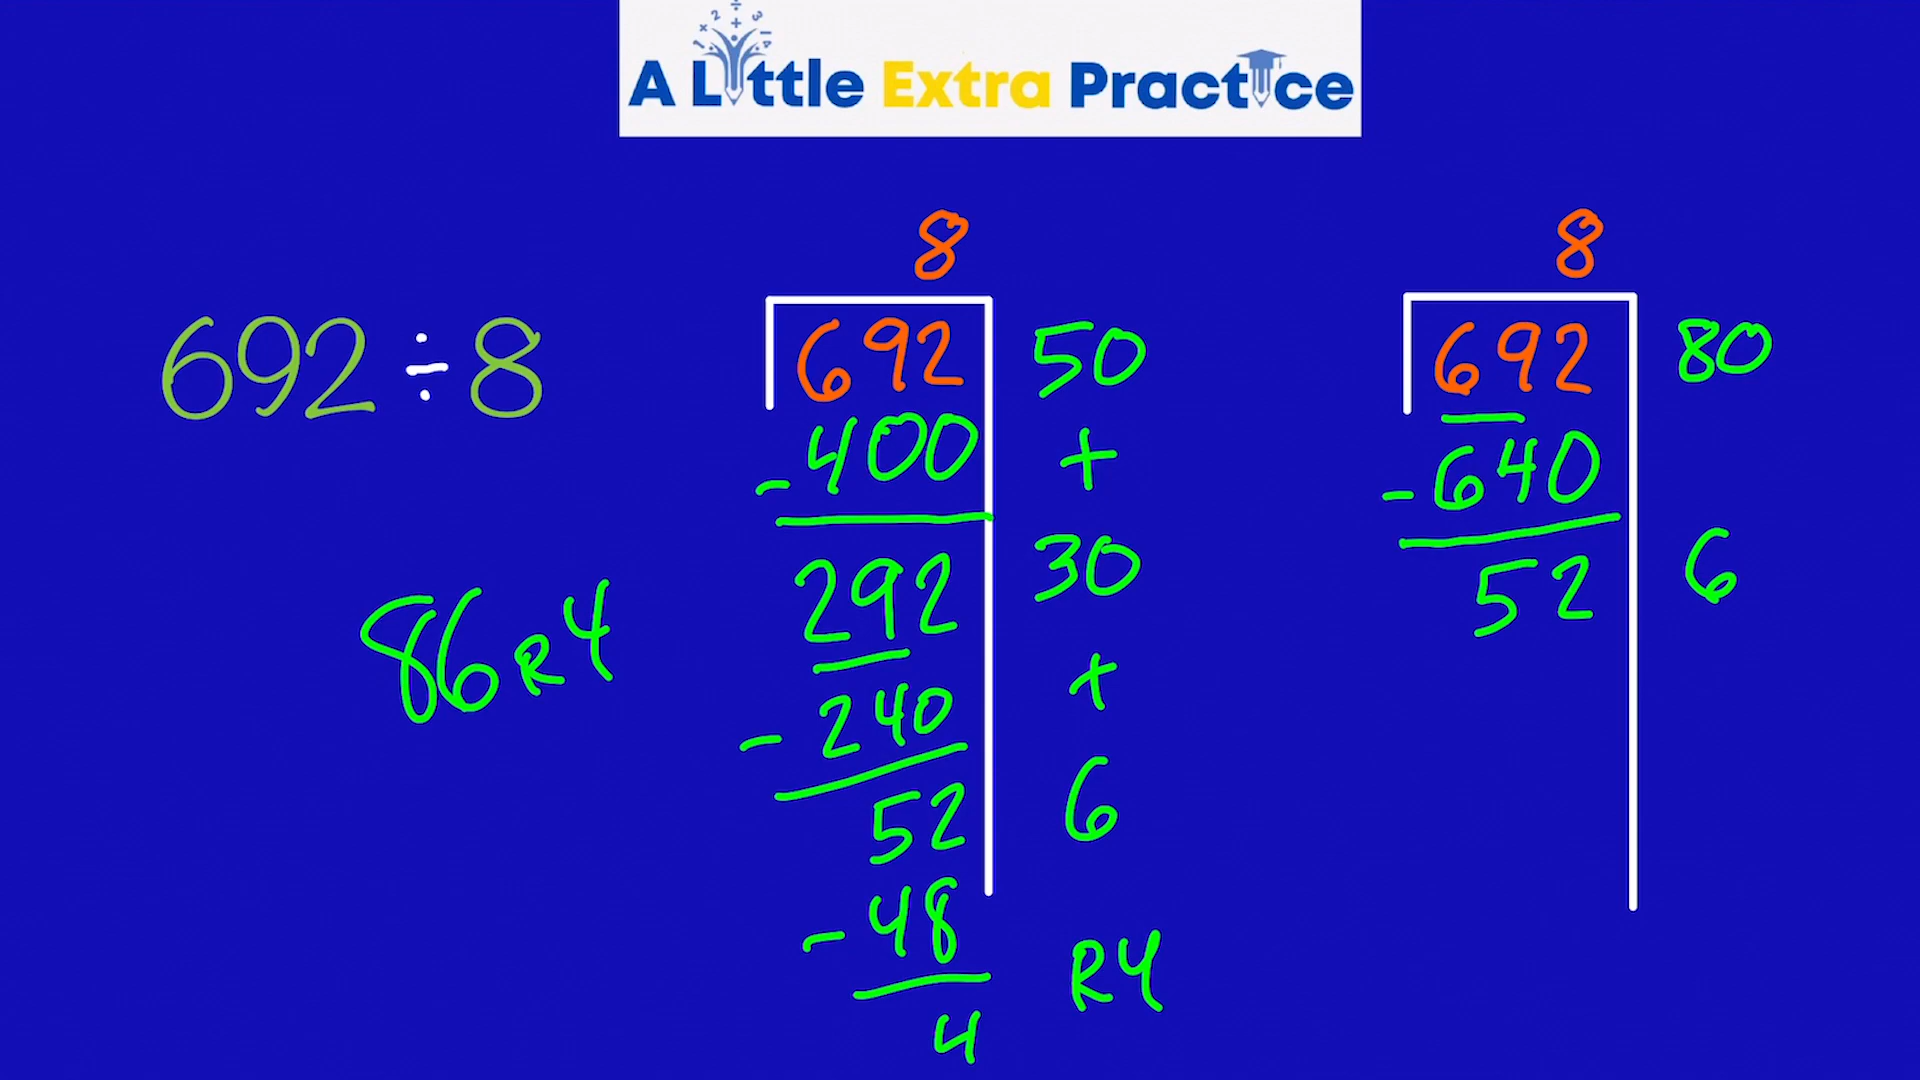 A Little Extra Practice
692 ÷ 8
86 R4
8
692 50
- 400 +
292 30
- 240 +
52 6
- 48
4 R4
8
692 80
- 640
52 6